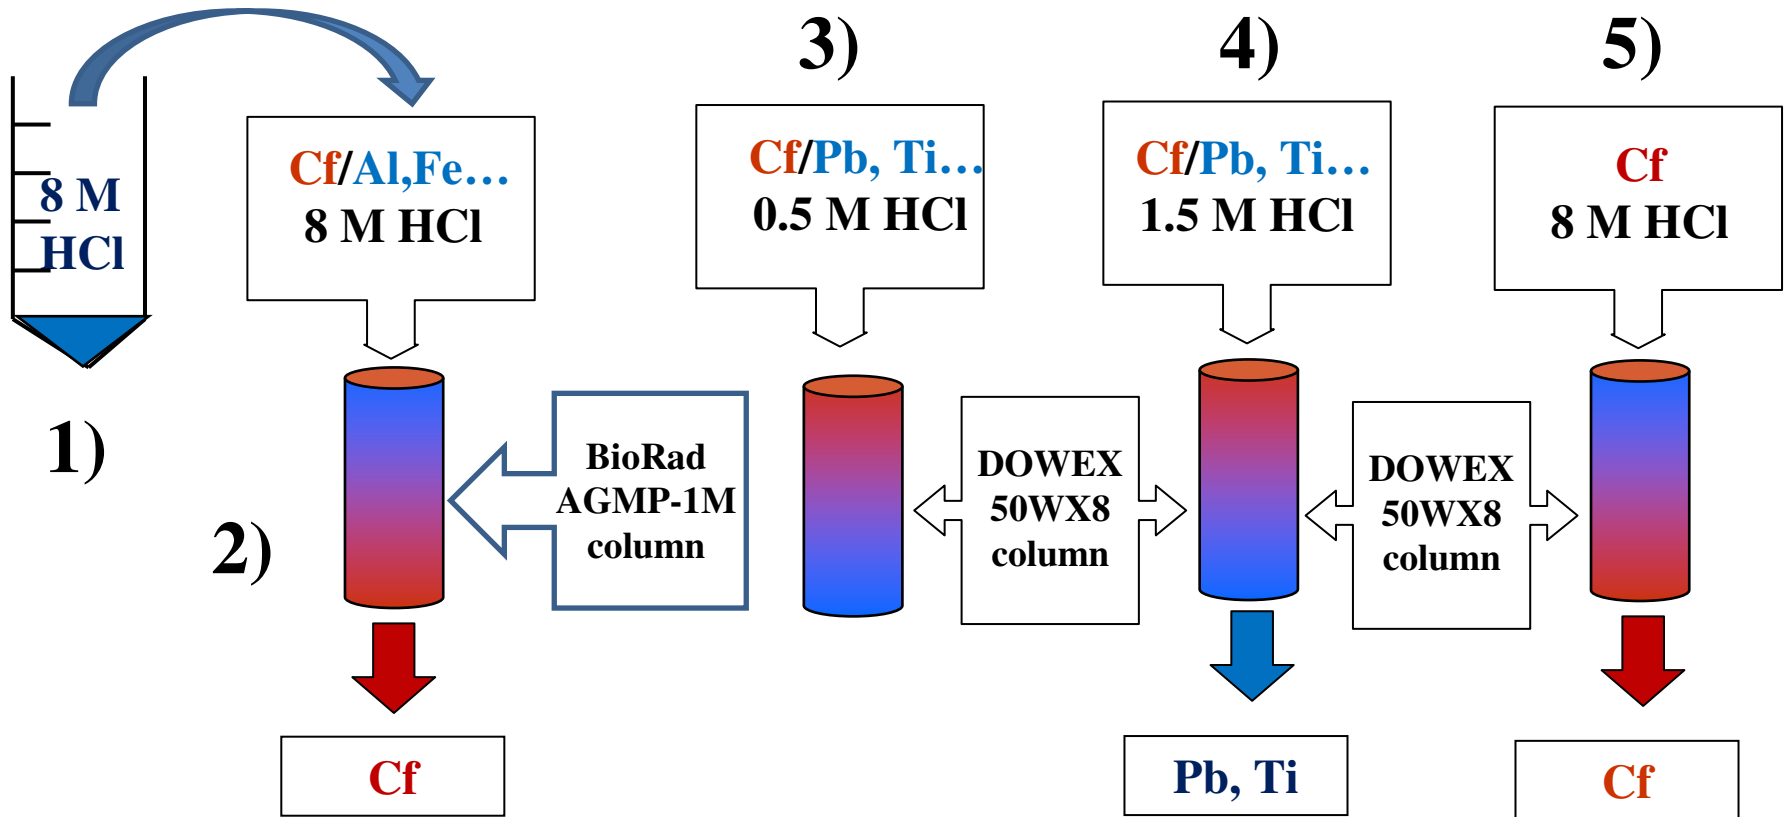 1)
8 M
HCl
2)
Cf/Al,Fe…
8 M HCl
BioRad
AGMP-1M
column
Cf
3)
Cf/Pb, Ti…
0.5 M HCl
DOWEX
50WX8
column
4)
Cf/Pb, Ti…
1.5 M HCl
Pb, Ti
DOWEX
50WX8
column
5)
Cf
8 M HCl
Cf